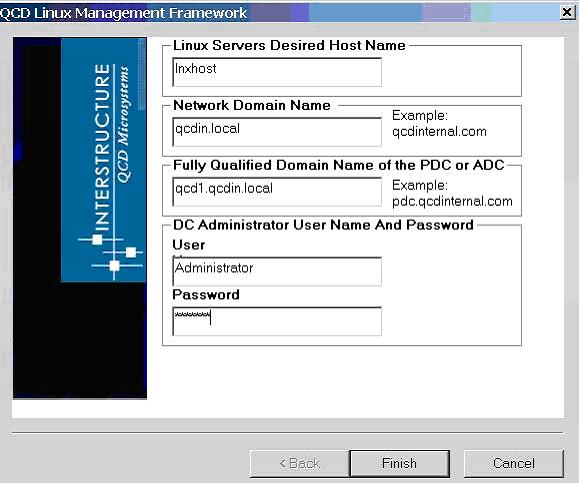 QCD Linux Management Framework
INTERSTRUCTURE
QCD Microsystems
Linux Servers Desired Host Name
lnxhost
Network Domain Name
qcdin.local
Example:
qcdinternal.com
Fully Qualified Domain Name of the PDC or ADC
qcd1.qcdin.local
Example:
pdc.qcdinternal.com
DC Administrator User Name And Password
User
Administrator
Password
********
< Back
Finish
Cancel